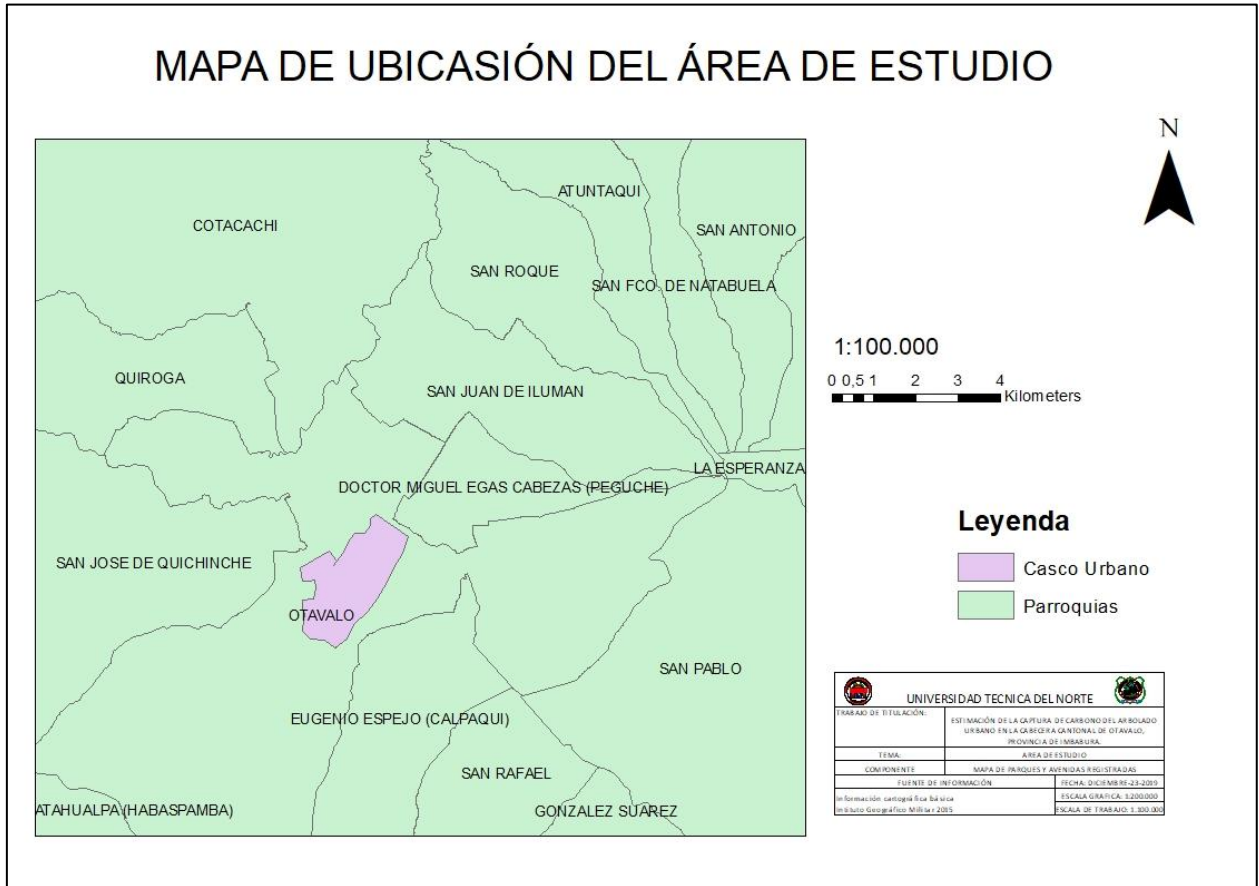 MAPA DE UBICASIÓN DEL ÁREA DE ESTUDIO
N
ATUNTAQUI
COTACACHI
SAN ANTONIO
SAN ROQUE
SAN FCO. DE NATABUELA
QUIROGA
SAN JUAN DE ILUMAN
LA ESPERANZA
DOCTOR MIGUEL EGAS CABEZAS (PEGUCHE)
SAN JOSE DE QUICHINCHE
OTAVALO
SAN PABLO
EUGENIO ESPEJO (CALPAQUI)
SAN RAFAEL
ATAHUALPA (HABASPAMBA)
GONZALEZ SUÁREZ
1:100.000
0 0,5 1 2 3 4
Kilometers
Leyenda
Casco Urbano
Parroquias
UNIVERSIDAD TECNICA DEL NORTE
TRABAJO DE TITULACIÓN:
ESTIMACIÓN DE LA CAPTURA DE CARBONO DEL ARBOLADO
URBANO EN LA CABECERA CANTONAL DE OTAVALO,
PROVINCIA DE IMBABURA.
TEMA: AREA DE ESTUDIO
COMPONENTE MAPA DE PARQUES Y AVENIDAS REGISTRADAS
FUENTE DE INFORMACIÓN FECHA: DICIEMBRE-23-2019
Información cartográfica básica
Instituto Geográfico Militar 2015
ESCALA GRAFICA: 1.200.000
ESCALA DE TRABAJO: 1.100.000